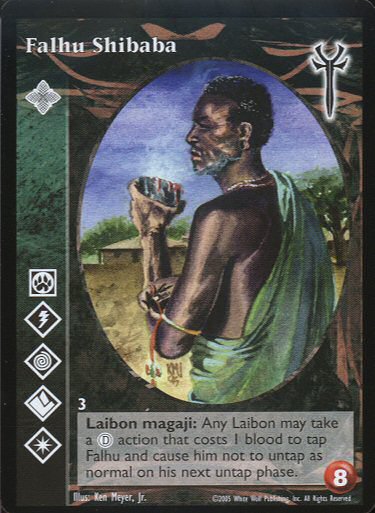 Falhu Shibaba
KMJ
3
Laibon magaji: Any Laibon may take
a D action that costs 1 blood to tap
Falhu and cause him not to untap as
normal on his next untap phase.
8
Illus: Ken Meyer, Jr.
©2005 White Wolf Publishing, Inc. All Rights Reserved.